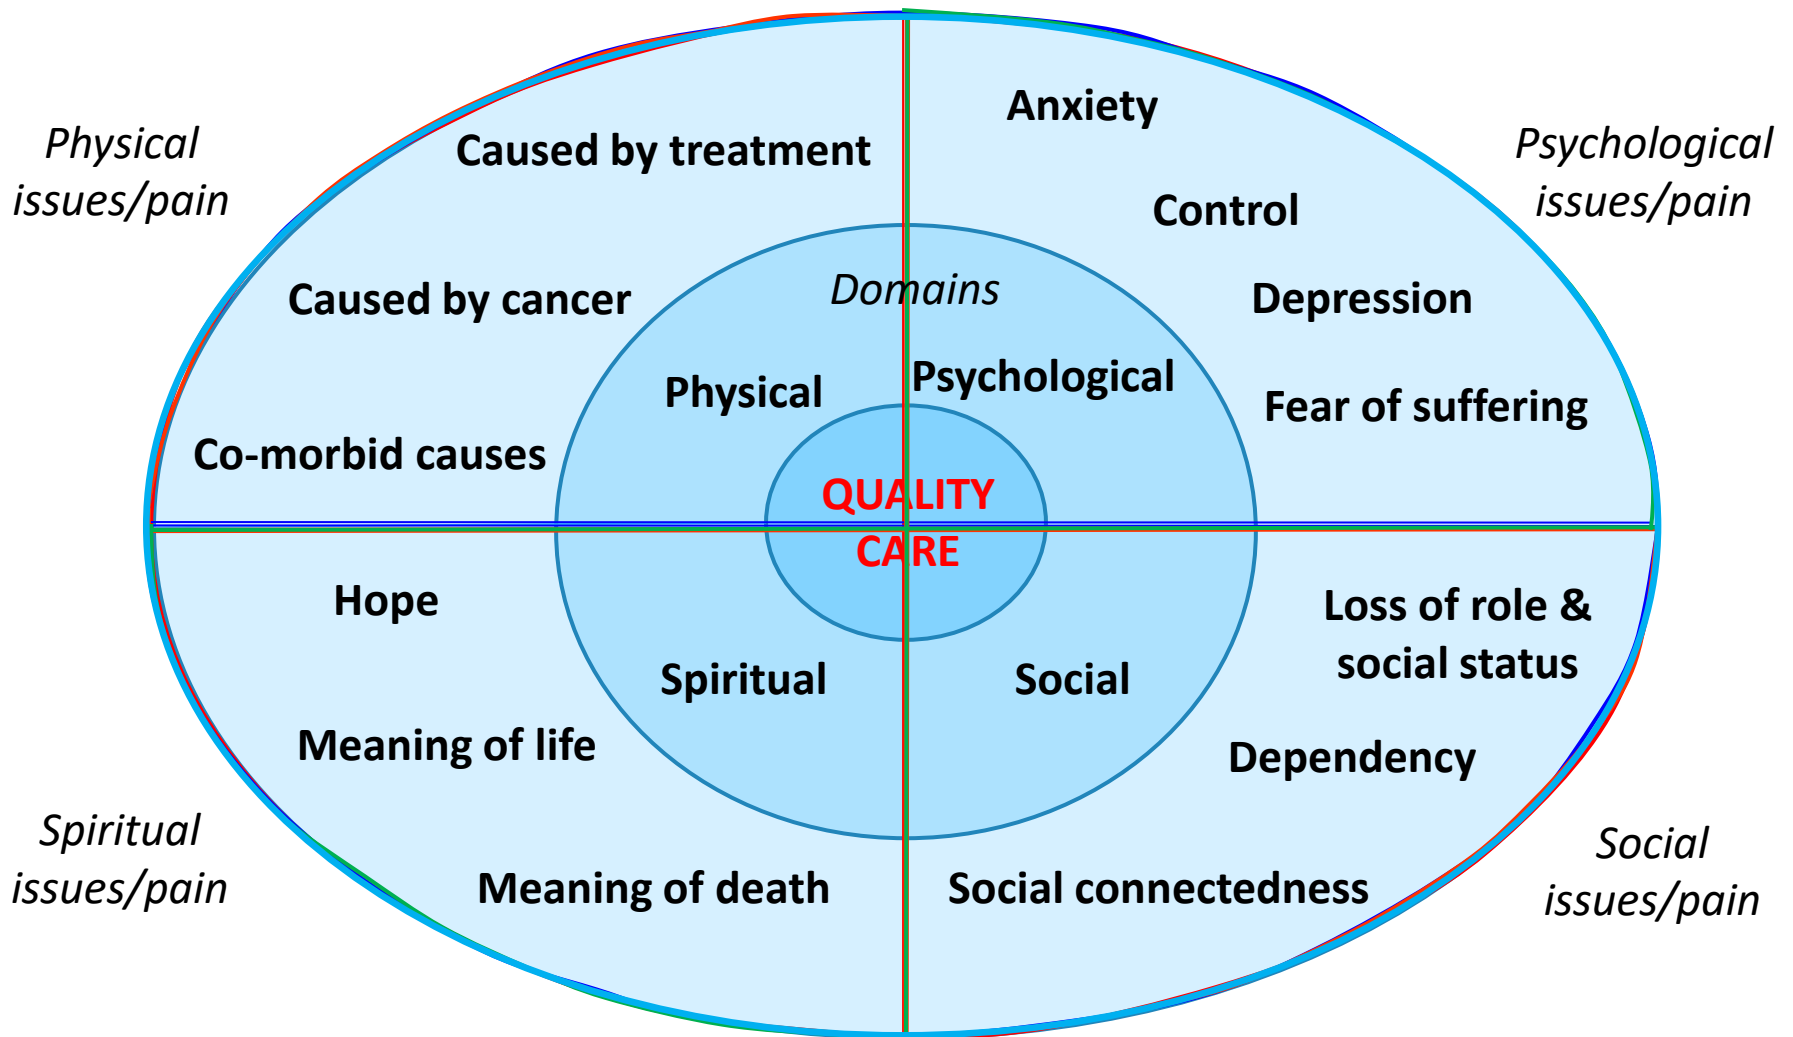 Physical
issues/pain
Caused by treatment
Caused by cancer
Co-morbid causes
Anxiety
Control
Depression
Fear of suffering
Psychological
issues/pain
Domains
Physical
Psychological
QUALITY
CARE
Spiritual
Social
Hope
Meaning of life
Meaning of death
Spiritual
issues/pain
Loss of role &
social status
Dependency
Social connectedness
Social
issues/pain